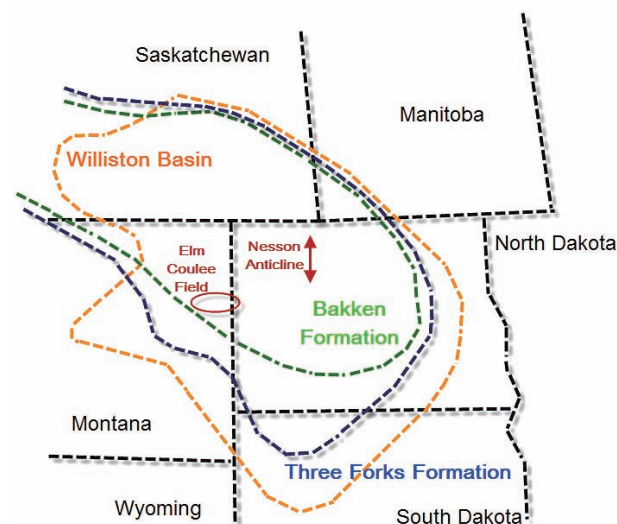 Saskatchewan
Manitoba
Williston Basin
North Dakota
Elm
Coulee
Field
Nesson
Anticline
Bakken
Formation
Montana
Three Forks Formation
Wyoming
South Dakota